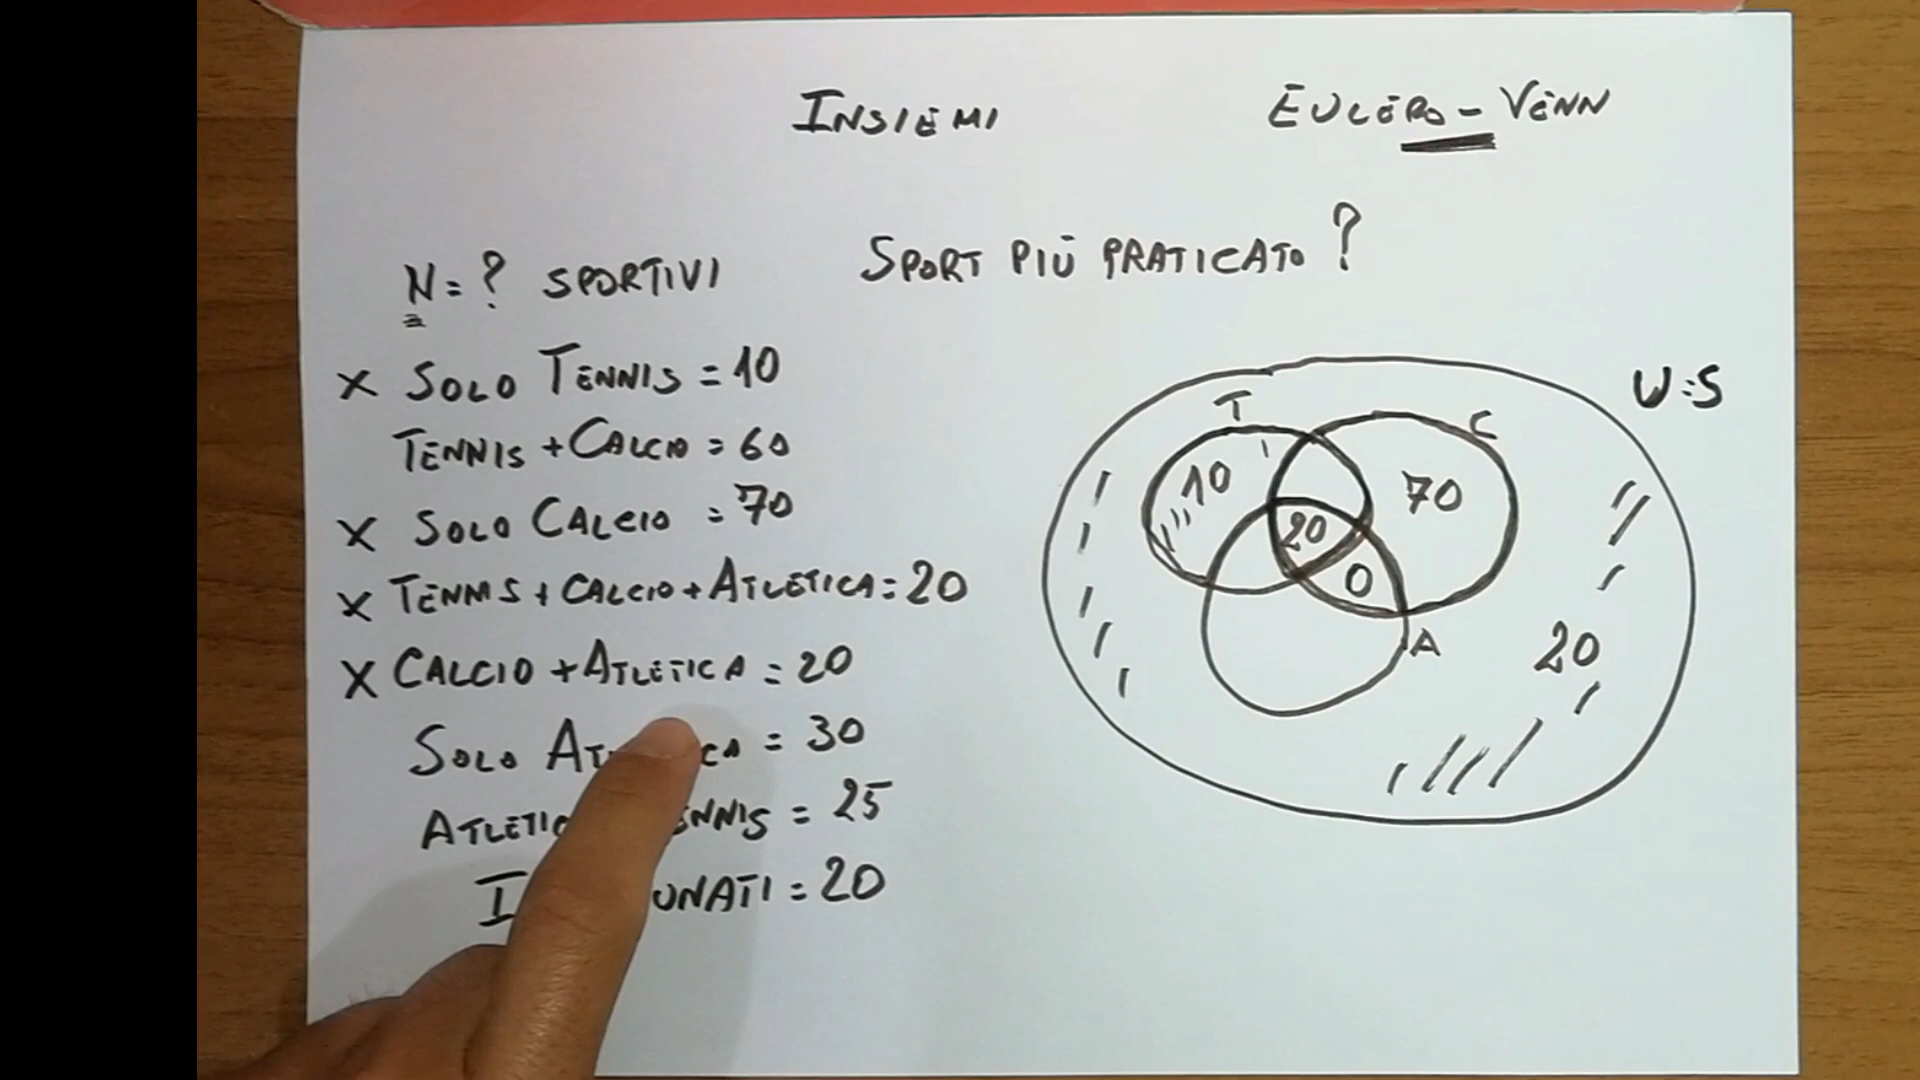 INSIEMI
EULERO - VENN
N = ? SPORTIVI
SPORT PIÙ PRATICATO ?
X SOLO TENNIS = 10
TENNIS + CALCIO = 60
X SOLO CALCIO = 70
X TENNIS + CALCIO + ATLETICA = 20
X CALCIO + ATLETICA = 20
SOLO = 30
= 25
= 20
U = S
T
C
10
70
20
0
A
20